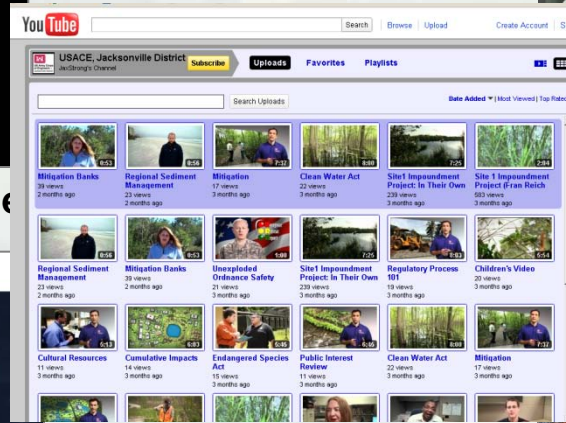 You Tube
Search
Browse
Upload
Create Account
S
USACE, Jacksonville District
JaxStrong's Channel
Subscribe
Uploads
Favorites
Playlists
Search Uploads
Date Added ▼ | Most Viewed | Top Rated
0:53
0:56
7:37
8:00
7:25
2:04
Mitigation Banks
39 views
2 months ago
Regional Sediment
Management
23 views
2 months ago
Mitigation
17 views
3 months ago
Clean Water Act
22 views
3 months ago
Site1 Impoundment
Project: In Their Own
239 views
3 months ago
Site 1 Impoundment
Project (Fran Reich
583 views
3 months ago
e
0:56
0:53
1:08
7:25
8:03
5:54
Regional Sediment
Management
23 views
2 months ago
Mitigation Banks
39 views
2 months ago
Unexploded
Ordnance Safety
21 views
3 months ago
Site1 Impoundment
Project: In Their Own
239 views
3 months ago
Regulatory Process
101
19 views
3 months ago
Children's Video
20 views
3 months ago
6:13
6:03
6:45
6:46
8:00
7:37
Cultural Resources
11 views
3 months ago
Cumulative Impacts
14 views
3 months ago
Endangered Species
Act
15 views
3 months ago
Public Interest
Review
11 views
3 months ago
Clean Water Act
22 views
3 months ago
Mitigation
17 views
3 months ago